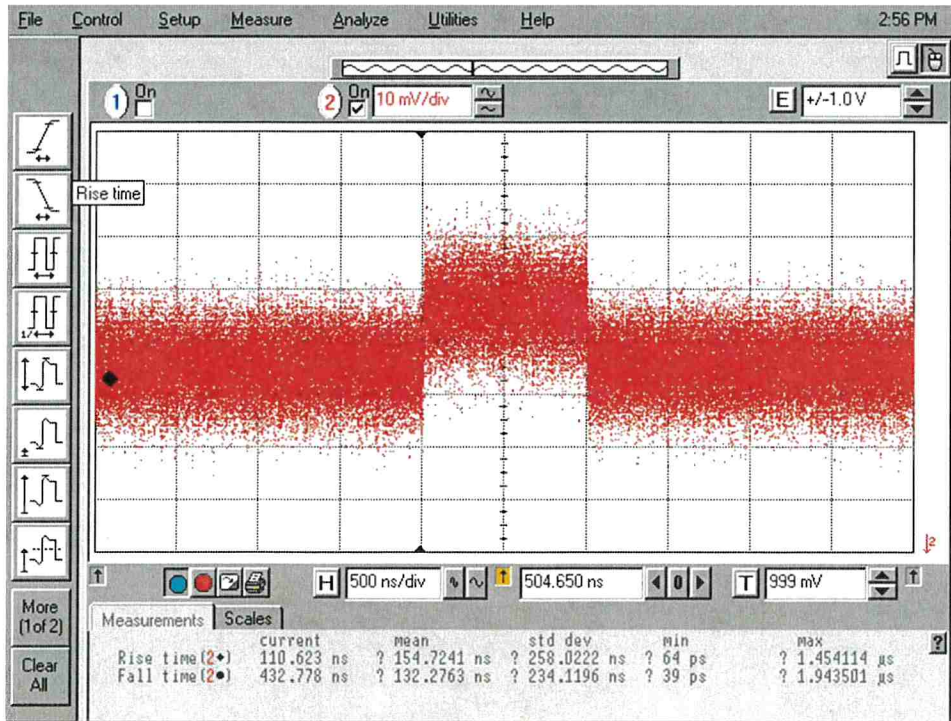 File Control Setup Measure Analyze Utilities Help 2:56 PM
1 On 2 On 10 mV/div E +/-1.0 V
Rise time
1/
2
H 500 ns/div 504.650 ns 0 T 999 mV
More
(1of 2)
Clear
All
Measurements Scales
?
current mean std dev min max
Rise time(2♦) 110.623 ns ? 154.7241 ns ? 258.0222 ns ? 64 ps ? 1.454114 µs
Fall time(2●) 432.778 ns ? 132.2763 ns ? 234.1196 ns ? 39 ps ? 1.943501 µs